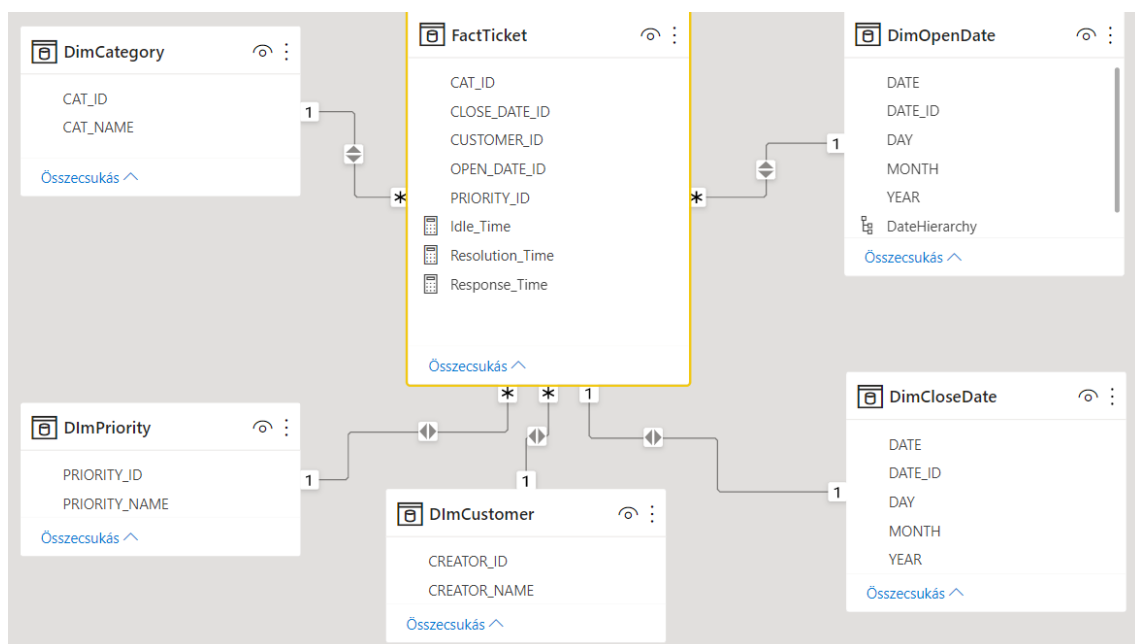 DimCategory
CAT_ID
CAT_NAME
Összecsukás
1
*
FactTicket
CAT_ID
CLOSE_DATE_ID
CUSTOMER_ID
OPEN_DATE_ID
PRIORITY_ID
Idle_Time
Resolution_Time
Response_Time
Összecsukás
*
1
DimOpenDate
DATE
DATE_ID
DAY
MONTH
YEAR
DateHierarchy
Összecsukás
* * 1
DImPriority
PRIORITY_ID
PRIORITY_NAME
Összecsukás
1
1
DImCustomer
CREATOR_ID
CREATOR_NAME
Összecsukás
1
DimCloseDate
DATE
DATE_ID
DAY
MONTH
YEAR
Összecsukás